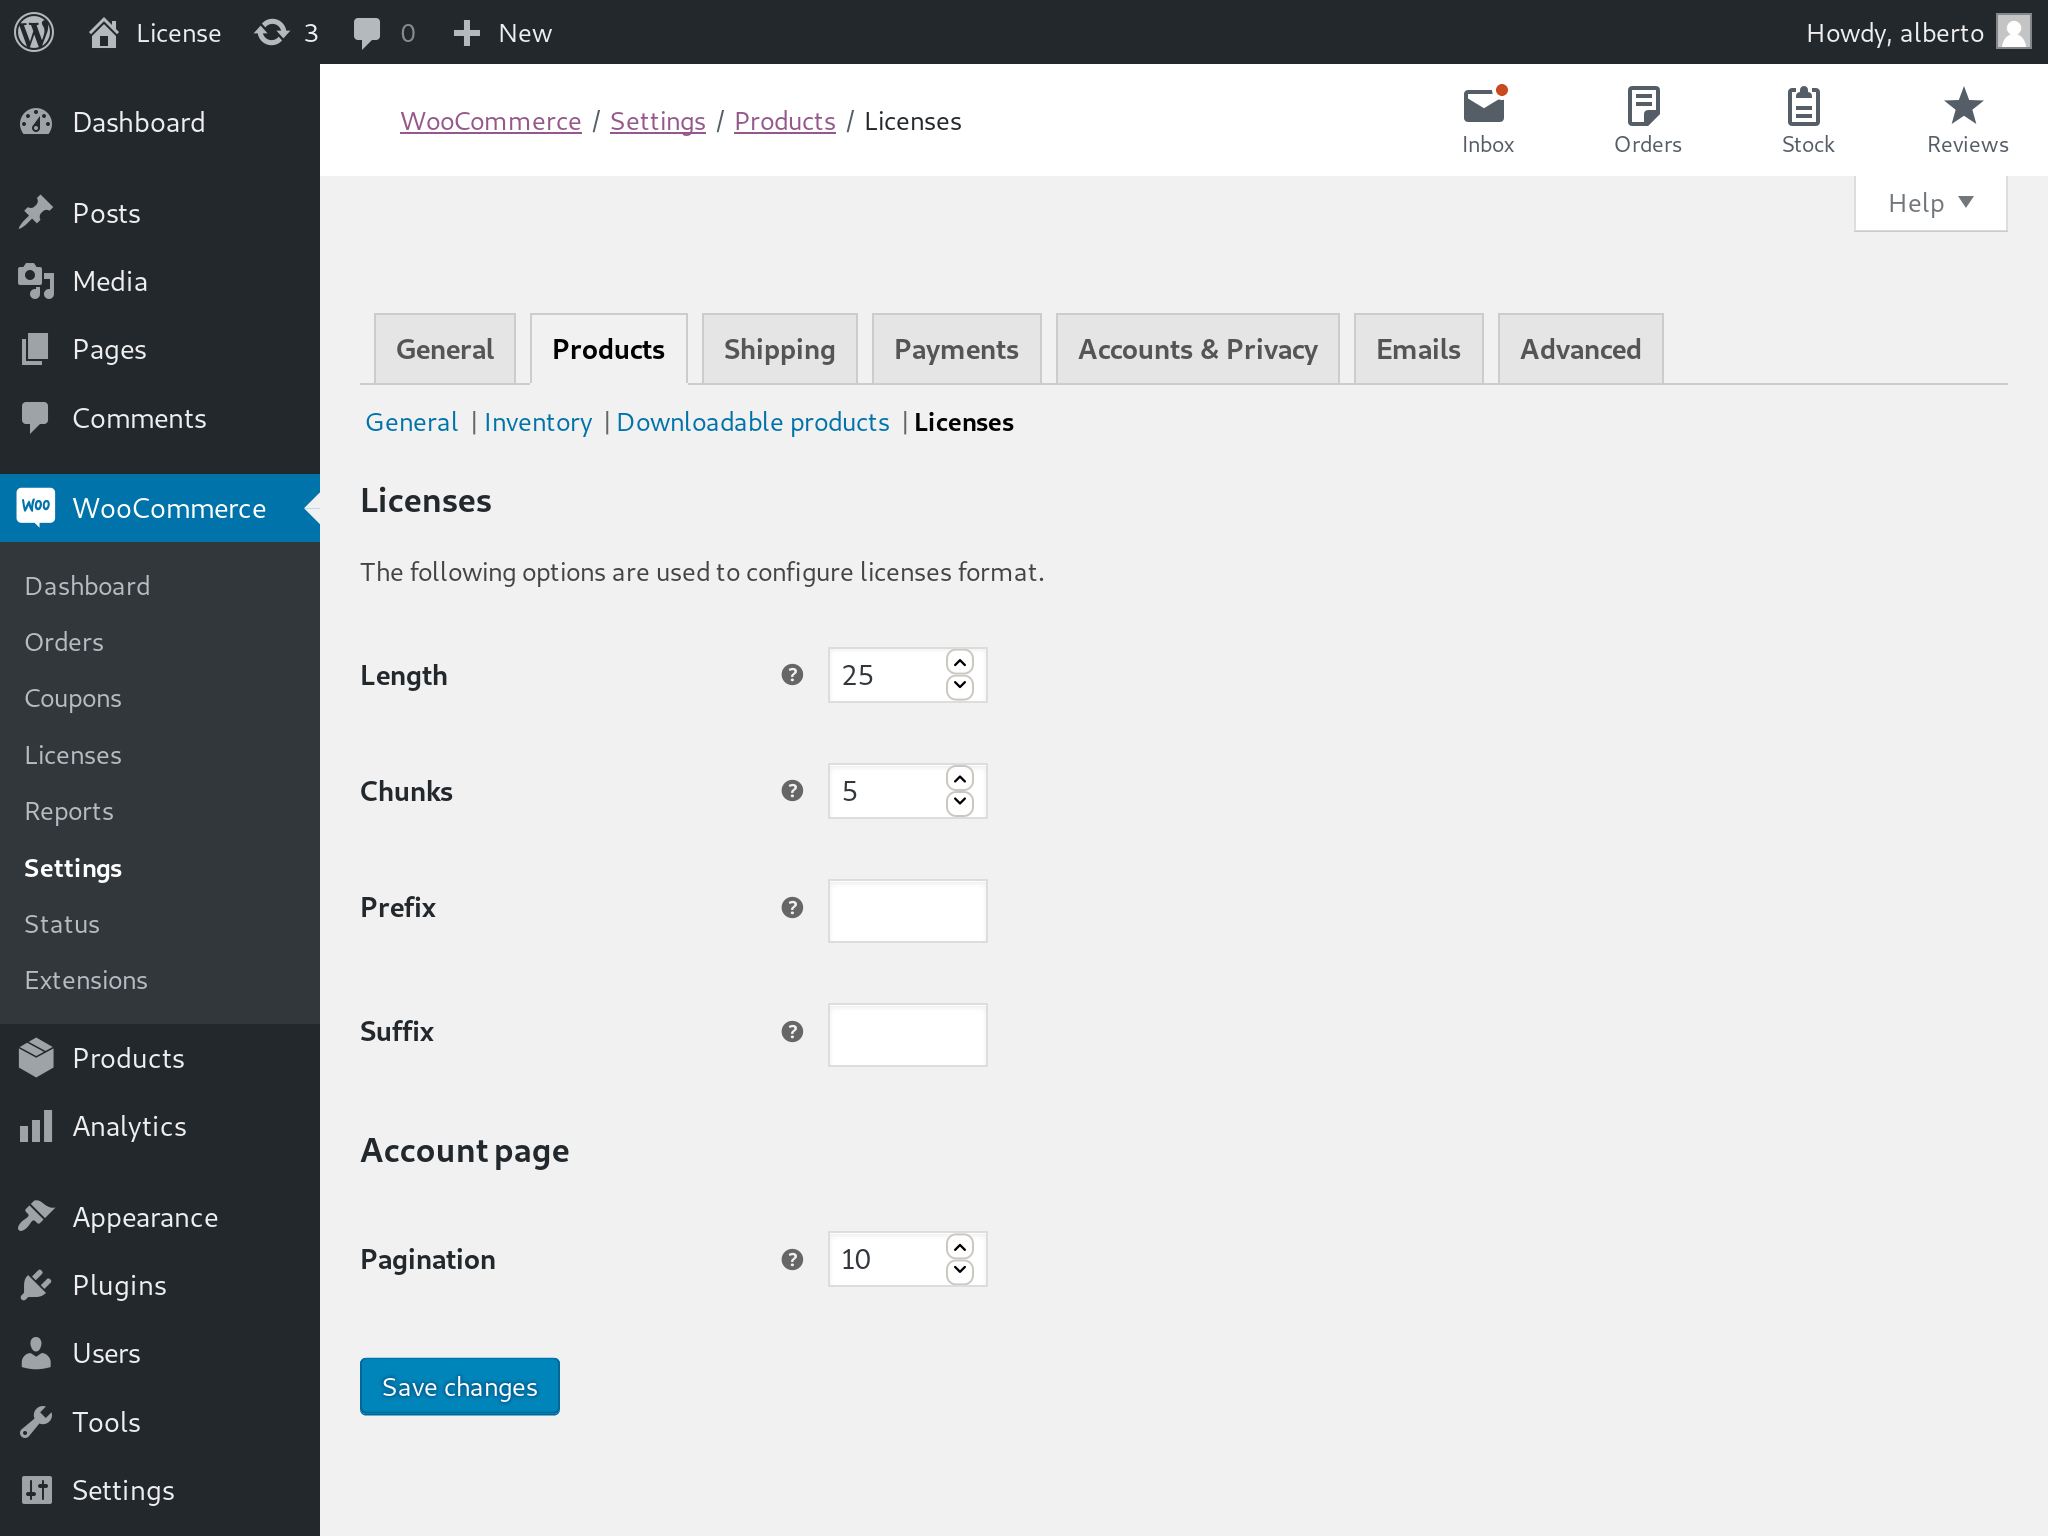 License 3 0 New Howdy, alberto
Dashboard
Posts
Media
Pages
Comments
Woo WooCommerce
Dashboard
Orders
Coupons
Licenses
Reports
Settings
Status
Extensions
Products
Analytics
Appearance
Plugins
Users
Tools
Settings
WooCommerce / Settings / Products / Licenses
Inbox Orders Stock Reviews
Help
General Products Shipping Payments Accounts & Privacy Emails Advanced
General | Inventory | Downloadable products | Licenses
Licenses
The following options are used to configure licenses format.
Length ? 25
Chunks ? 5
Prefix ?
Suffix ?
Account page
Pagination ? 10
Save changes